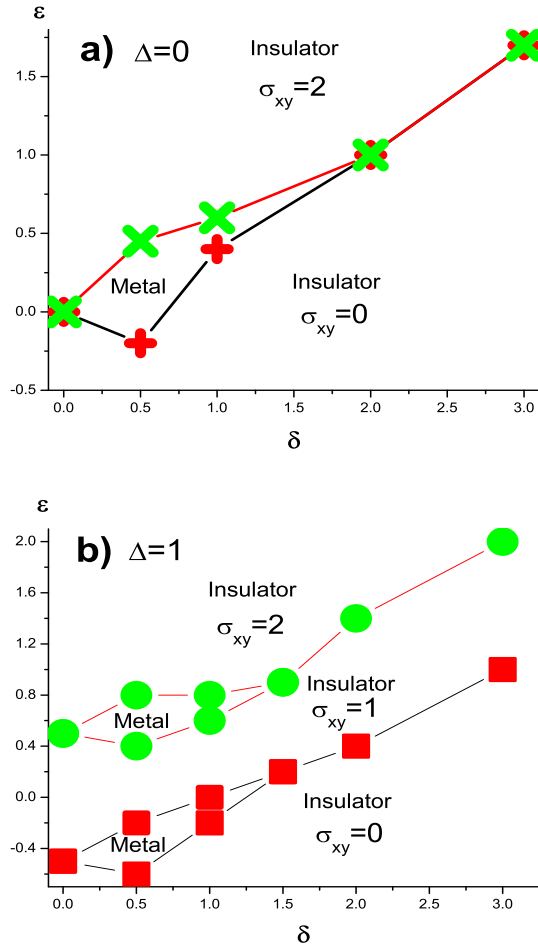 ε
a) Δ=0
Insulator
σxy=2
1.5
1.0
0.5
Metal
Insulator
σxy=0
0.0
-0.5
0.0 0.5 1.0 1.5 2.0 2.5 3.0
δ
ε
b) Δ=1
2.0
1.6
Insulator
σxy=2
1.2
0.8
Insulator
Metal
σxy=1
0.4
0.0
Insulator
σxy=0
Metal
-0.4
0.0 0.5 1.0 1.5 2.0 2.5 3.0
δ